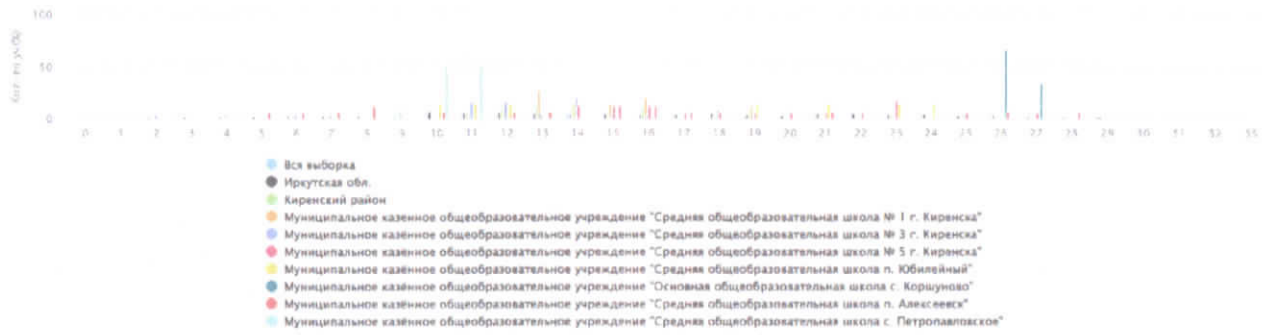 100
50
0
0 1 2 3 4 5 6 7 8 9 10 11 12 13 14 15 16 17 18 19 20 21 22 23 24 25 26 27 28 29 30 31 32 33
Вся выборка
Иркутская обл.
Киренский район
Муниципальное казенное общеобразовательное учреждение "Средняя общеобразовательная школа № 1 г. Киренска"
Муниципальное казённое общеобразовательное учреждение "Средняя общеобразовательная школа № 3 г. Киренска"
Муниципальное казённое общеобразовательное учреждение "Средняя общеобразовательная школа № 5 г. Киренска"
Муниципальное казённое общеобразовательное учреждение "Средняя общеобразовательная школа п. Юбилейный"
Муниципальное казённое общеобразовательное учреждение "Основная общеобразовательная школа с. Коршуново"
Муниципальное казённое общеобразовательное учреждение "Средняя общеобразовательная школа п. Алексеевск"
Муниципальное казённое общеобразовательное учреждение "Средняя общеобразовательная школа с. Петропавловское"